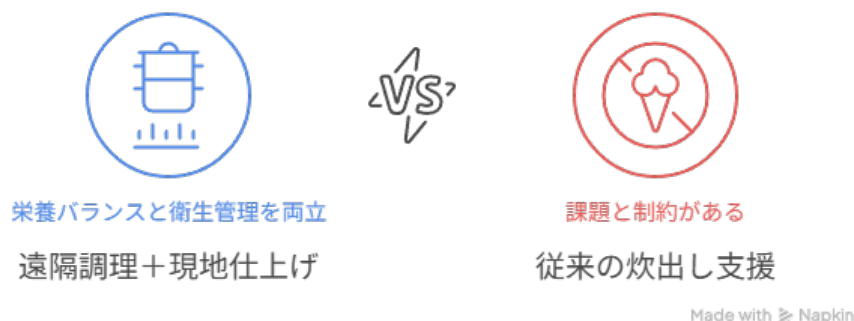 VS
栄養バランスと衛生管理を両立
課題と制約がある
遠隔調理＋現地仕上げ
従来の炊出し支援
Made with Napkin